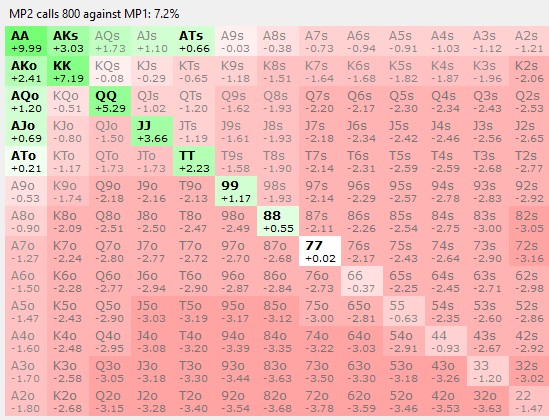 MP2 calls 800 against MP1: 7.2%
AA AKs AQs AJs ATs A9s A8s A7s A6s A5s A4s A3s A2s
+9.99 +3.03 +1.73 +1.10 +0.66 -0.03 -0.38 -0.73 -0.94 -0.91 -1.03 -1.12 -1.21
AKo KK KQs KJs KTs K9s K8s K7s K6s K5s K4s K3s K2s
+2.41 +7.19 -0.08 -0.29 -0.65 -1.18 -1.51 -1.64 -1.68 -1.82 -1.87 -1.96 -2.06
AQo KQo QQ QJs QTs Q9s Q8s Q7s Q6s Q5s Q4s Q3s Q2s
+1.20 -0.51 +5.29 -1.02 -1.20 -1.62 -1.93 -2.20 -2.17 -2.30 -2.34 -2.43 -2.53
AJo KJo QJo JJ JTs J9s J8s J7s J6s J5s J4s J3s J2s
+0.69 -0.80 -1.50 +3.66 -1.19 -1.61 -1.93 -2.18 -2.34 -2.42 -2.46 -2.56 -2.65
ATo KTo QTo JTo TT T9s T8s T7s T6s T5s T4s T3s T2s
+0.21 -1.17 -1.73 -1.73 +2.23 -1.58 -1.90 -2.14 -2.31 -2.59 -2.59 -2.68 -2.77
A9o K9o Q9o J9o T9o 99 98s 97s 96s 95s 94s 93s 92s
-0.53 -1.74 -2.18 -2.16 -2.13 +1.17 -1.93 -2.14 -2.29 -2.57 -2.78 -2.83 -2.92
A8o K8o Q8o J8o T8o 98o 88 87s 86s 85s 84s 83s 82s
-0.90 -2.09 -2.51 -2.50 -2.47 -2.49 +0.55 -2.11 -2.26 -2.54 -2.75 -3.00 -3.05
A7o K7o Q7o J7o T7o 97o 87o 77 76s 75s 74s 73s 72s
-1.27 -2.24 -2.80 -2.77 -2.72 -2.70 -2.68 +0.02 -2.17 -2.43 -2.64 -2.90 -3.16
A6o K6o Q6o J6o T6o 96o 86o 76o 66 65s 64s 63s 62s
-1.50 -2.28 -2.77 -2.94 -2.90 -2.87 -2.84 -2.73 -0.37 -2.25 -2.45 -2.71 -2.98
A5o K5o Q5o J5o T5o 95o 85o 75o 65o 55 54s 53s 52s
-1.47 -2.43 -2.90 -3.03 -3.19 -3.17 -3.12 -3.00 -2.81 -0.63 -2.35 -2.60 -2.86
A4o K4o Q4o J4o T4o 94o 84o 74o 64o 54o 44 43s 42s
-1.60 -2.48 -2.95 -3.08 -3.20 -3.39 -3.35 -3.22 -3.03 -2.91 -0.93 -2.67 -2.92
A3o K3o Q3o J3o T3o 93o 83o 73o 63o 53o 43o 33 32s
-1.70 -2.58 -3.05 -3.18 -3.30 -3.44 -3.63 -3.50 -3.30 -3.18 -3.26 -1.20 -3.02
A2o K2o Q2o J2o T2o 92o 82o 72o 62o 52o 42o 32o 22
-1.80 -2.68 -3.15 -3.28 -3.40 -3.54 -3.68 -3.78 -3.59 -3.46 -3.53 -3.63 -1.47